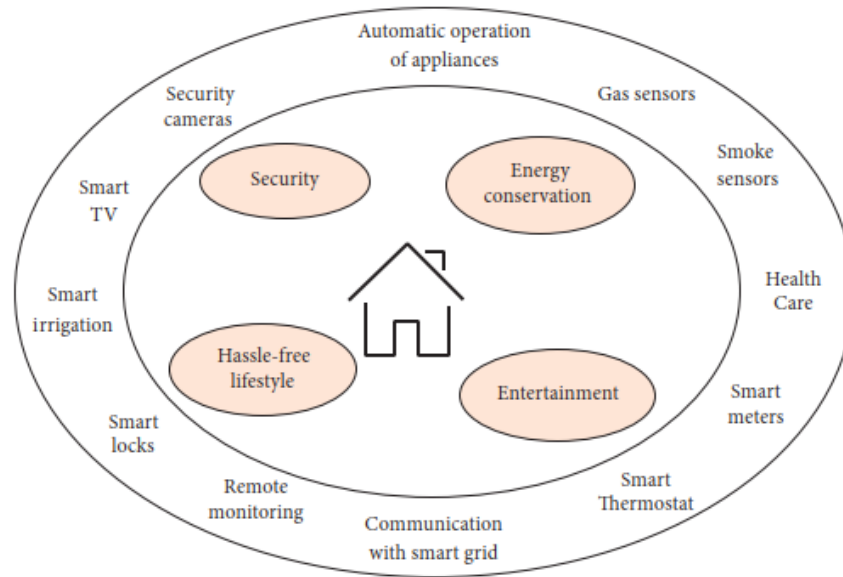 Automatic operation
of appliances
Security
cameras
Gas sensors
Smoke
sensors
Smart
TV
Security
Energy
conservation
Health
Care
Smart
irrigation
Hassle-free
lifestyle
Entertainment
Smart
meters
Smart
locks
Smart
Thermostat
Remote
monitoring
Communication
with smart grid